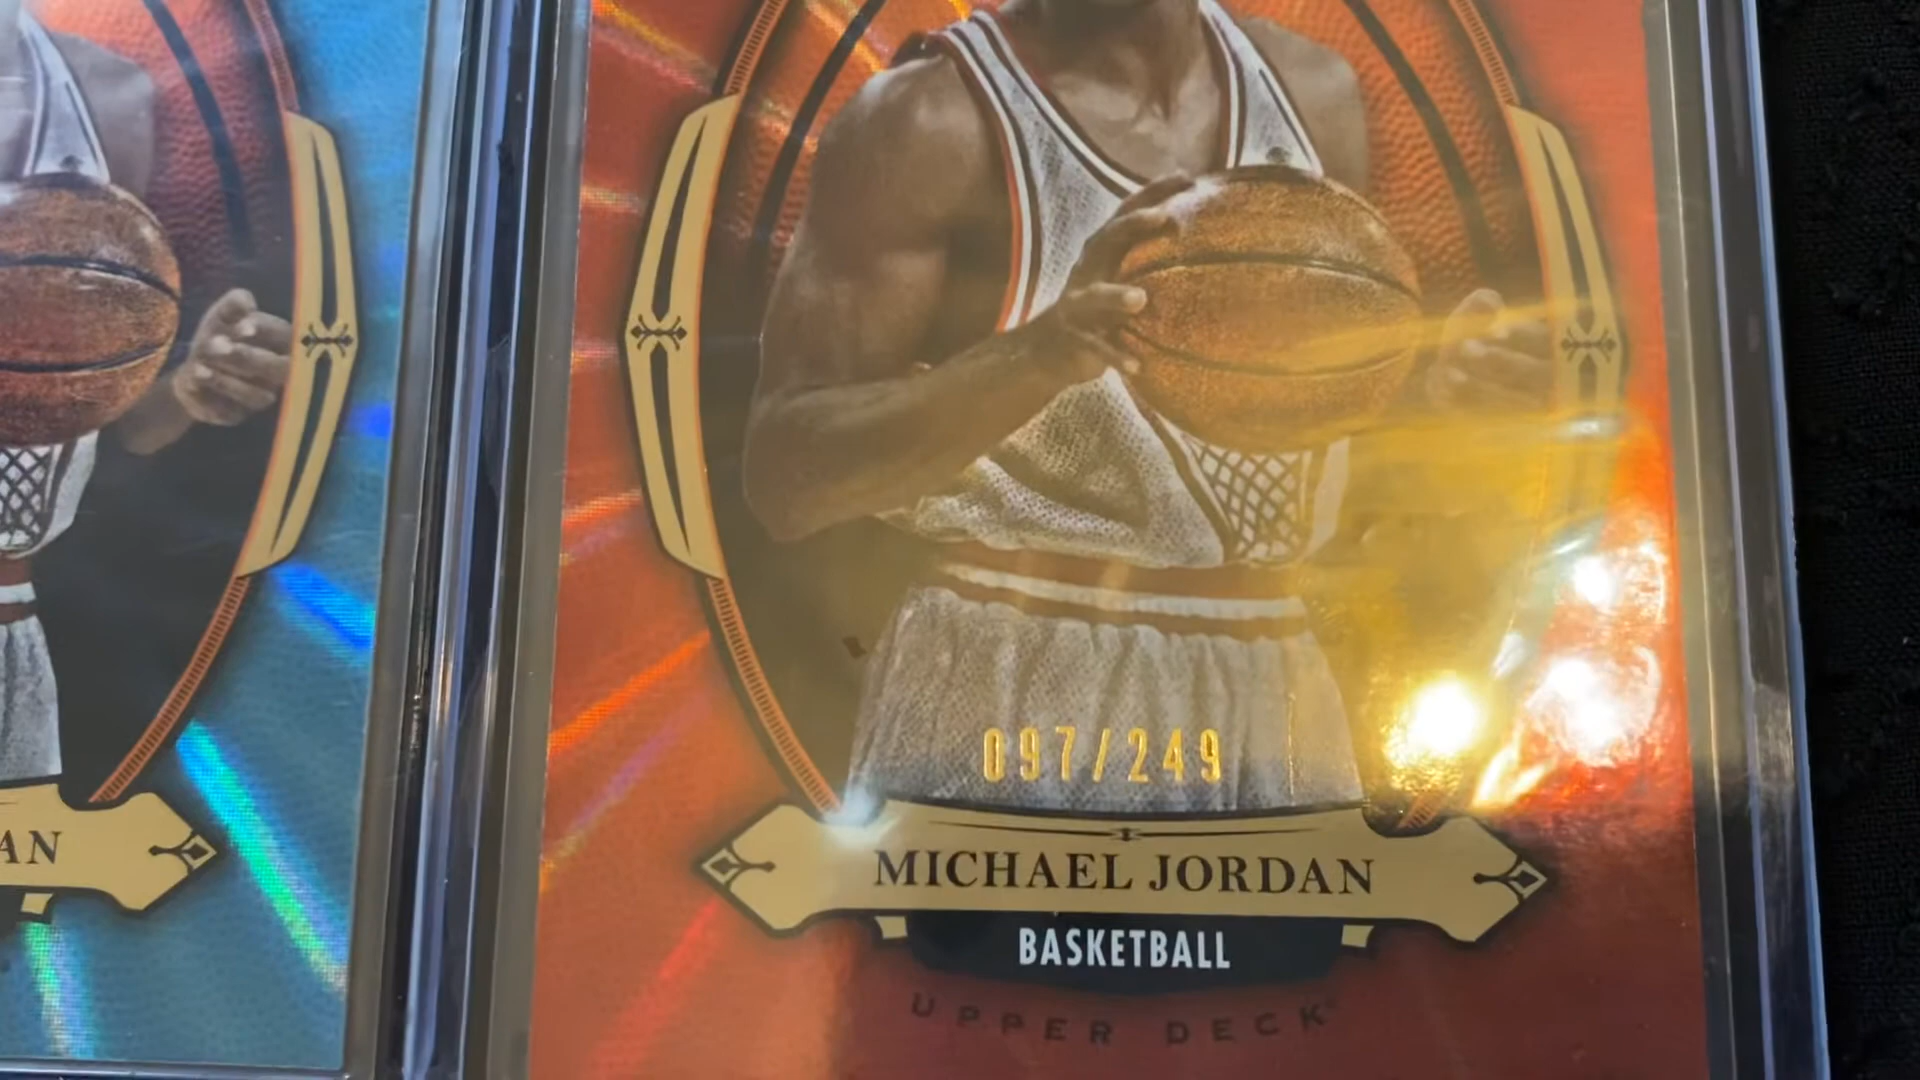 097/249
AN
MICHAEL JORDAN
BASKETBALL
UPPER DECK